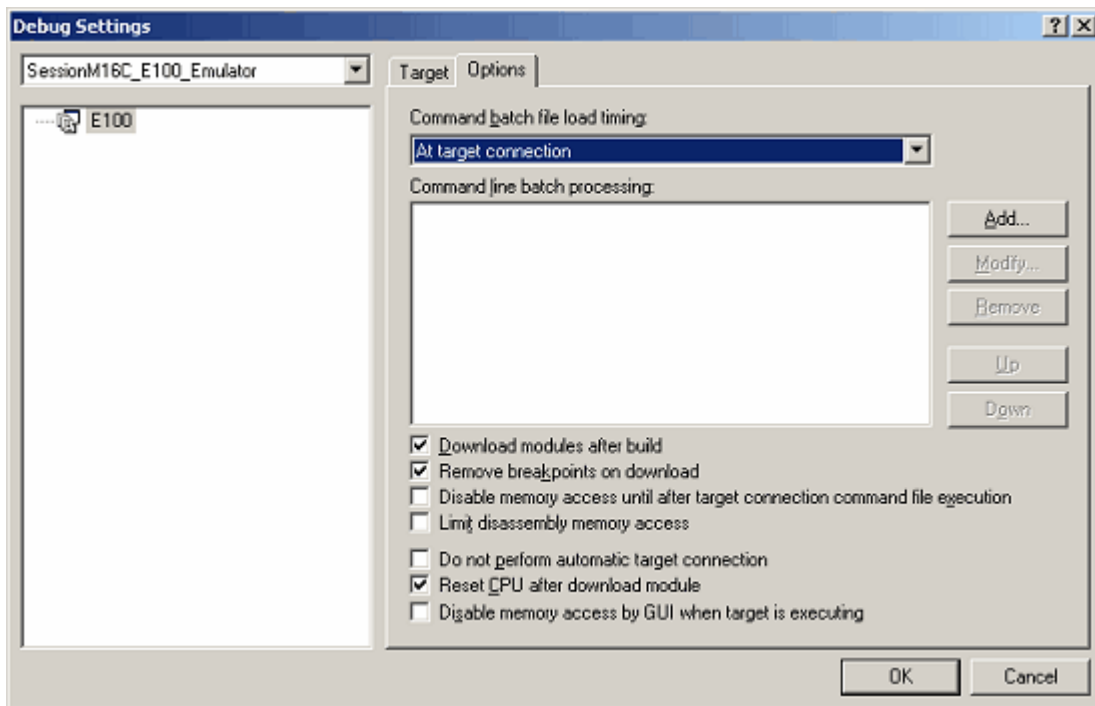 Debug Settings
SessionM16C_E100_Emulator
E100
Target
Options
Command batch file load timing:
At target connection
Command line batch processing:
Add...
Modify...
Remove
Up
Down
Download modules after build
Remove breakpoints on download
Disable memory access until after target connection command file execution
Limit disassembly memory access
Do not perform automatic target connection
Reset CPU after download module
Disable memory access by GUI when target is executing
OK
Cancel